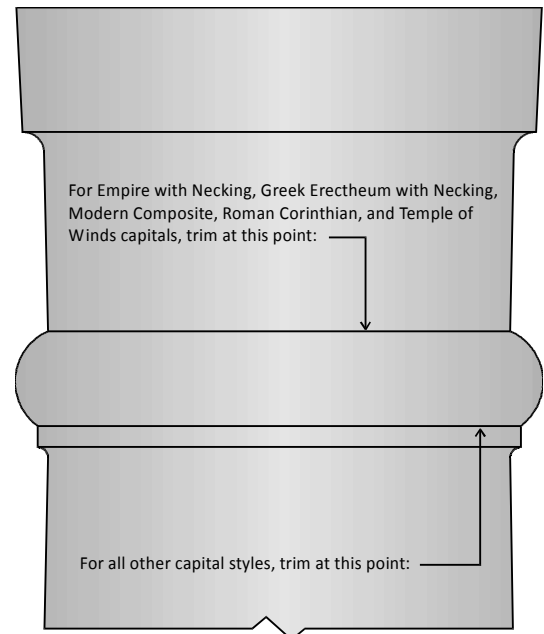 For Empire with Necking, Greek Erectheum with Necking,
Modern Composite, Roman Corinthian, and Temple of
Winds capitals, trim at this point:
For all other capital styles, trim at this point: